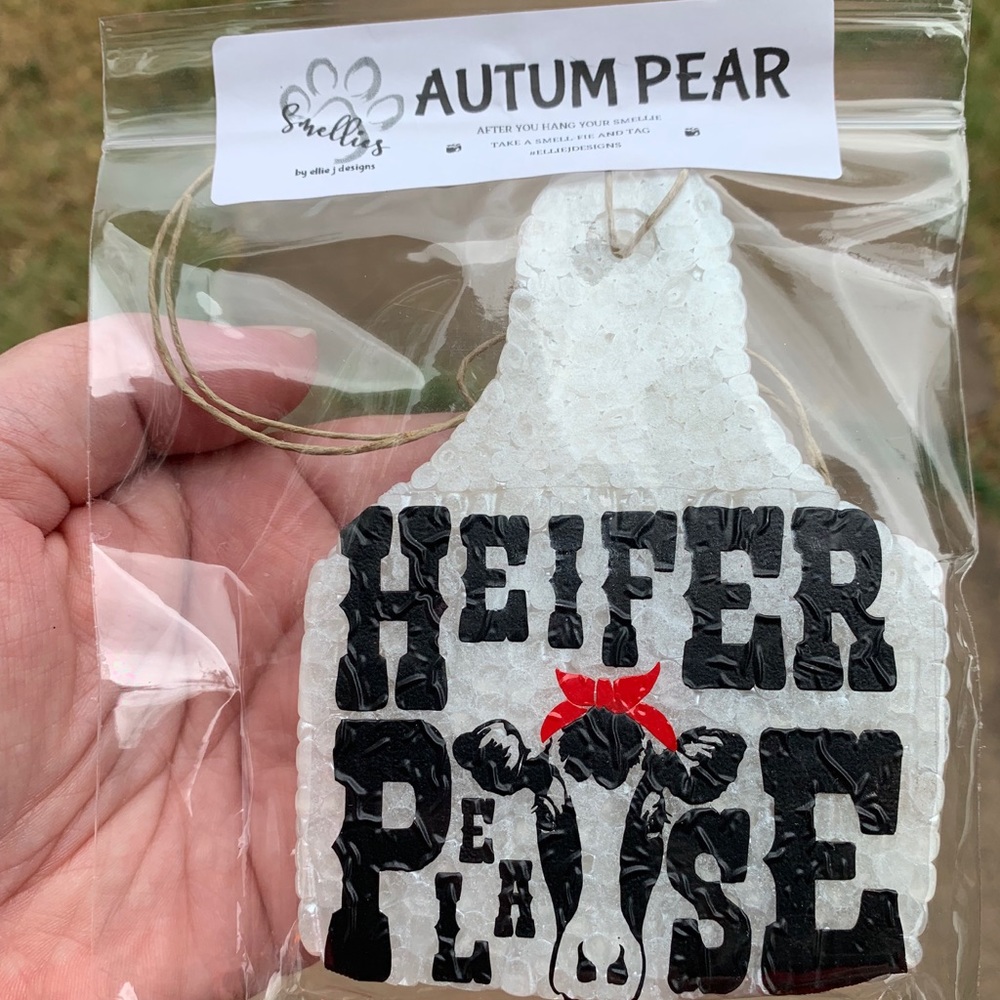 Smellies
by ellie j designs
AUTUM PEAR
AFTER YOU HANG YOUR SMELLIE
TAKE A SMELL-FIE AND TAG
#ELLIEJDESIGNS
HEIFER
PLEASE